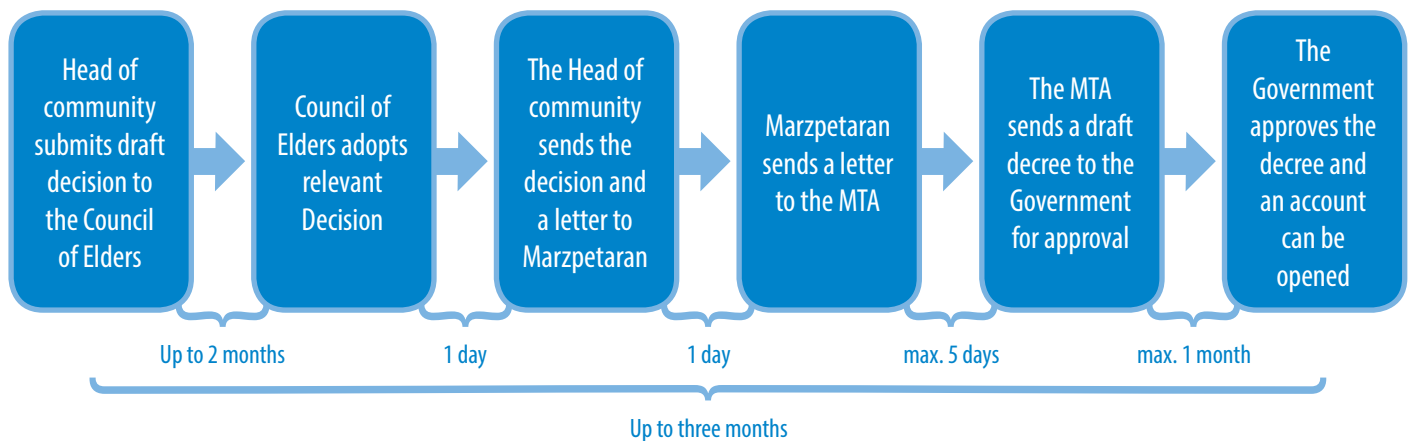 Head of
community
submits draft
decision to
the Council
of Elders
Council of
Elders adopts
relevant
Decision
The Head of
community
sends the
decision and
a letter to
Marzpetaran
Marzpetaran
sends a letter
to the MTA
The MTA
sends a draft
decree to the
Government
for approval
The
Government
approves the
decree and
an account
can be
opened
Up to 2 months
1 day
1 day
max. 5 days
max. 1 month
Up to three months